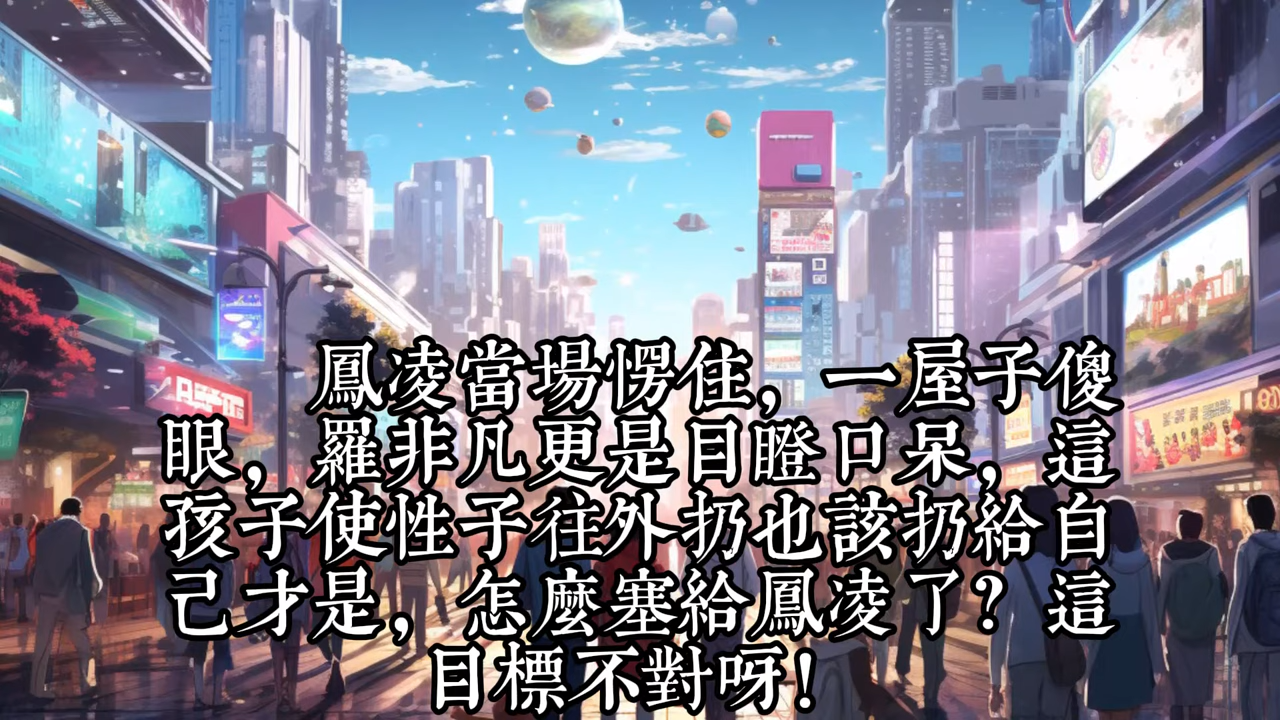 鳳凌當場愣住，一屋子傻
眼，羅非凡更是目瞪口呆，這
孩子使性子往外扔也該扔給自
己才是，怎麼塞給鳳凌了？這
目標不對呀！